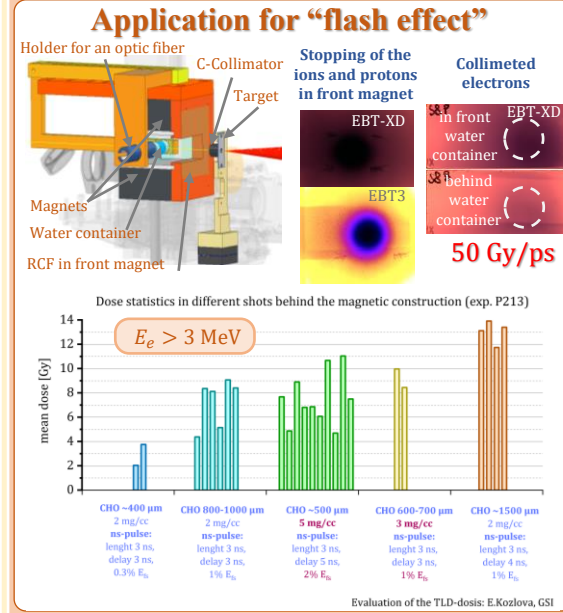 Application for “flash effect”
Holder for an optic fiber
C-Collimator
Target
Magnets
Water container
RCF in front magnet
Stopping of the
ions and protons
in front magnet
EBT-XD
EBT3
Collimeted
electrons
EBT-XD
in front
water
container
behind
water
container
50 Gy/ps
Dose statistics in different shots behind the magnetic construction (exp. P213)
E_e > 3 MeV
mean dose [Gy]
14
12
10
8
6
4
2
0
CHO ~400 µm
2 mg/cc
ns-pulse:
lenght 3 ns,
delay 3 ns,
0.3% E_fs
CHO 800-1000 µm
2 mg/cc
ns-pulse:
lenght 3 ns,
delay 3 ns,
1% E_fs
CHO ~500 µm
5 mg/cc
ns-pulse:
lenght 3 ns,
delay 5 ns,
2% E_fs
CHO 600-700 µm
3 mg/cc
ns-pulse:
lenght 3 ns,
delay 3 ns,
1% E_fs
CHO ~1500 µm
2 mg/cc
ns-pulse:
lenght 3 ns,
delay 4 ns,
1% E_fs
Evaluation of the TLD-dosis: E.Kozlova, GSI